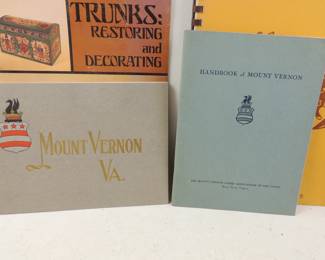 TRUNKS:
RESTORING
and
DECORATING
MOUNT VERNON
VA.
HANDBOOK of MOUNT VERNON